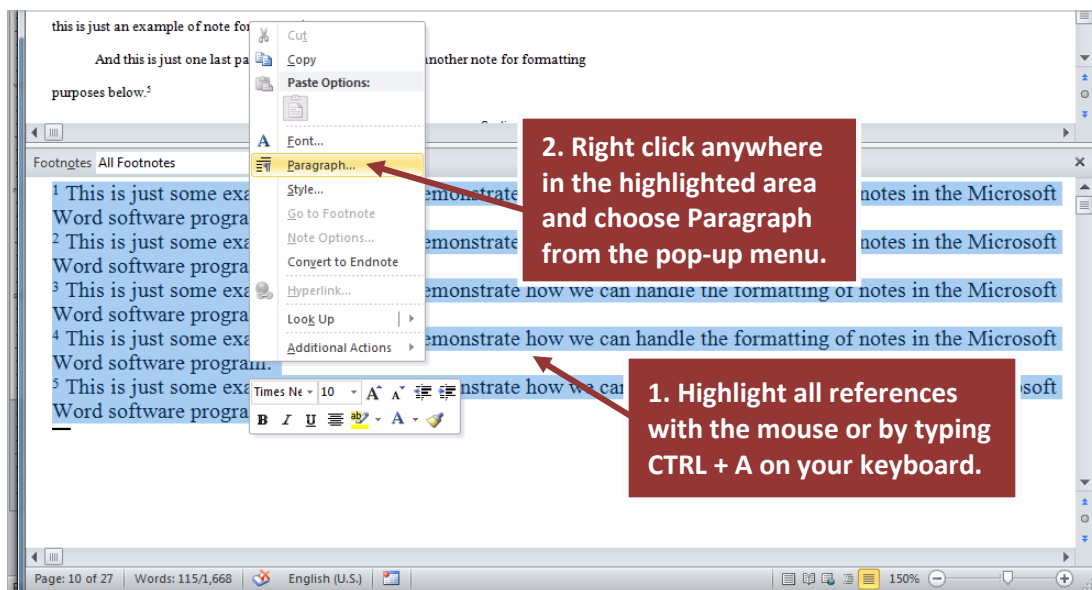 this is just an example of note for
And this is just one last pa
another note for formatting
purposes below.5
Cut
Copy
Paste Options:
Font...
Paragraph...
Style...
Go to Footnote
Note Options...
Convert to Endnote
Hyperlink...
Look Up
Additional Actions
Footnotes All Footnotes
2. Right click anywhere
in the highlighted area
and choose Paragraph
from the pop-up menu.
1 This is just some exa emonstrate notes in the Microsoft
Word software progra
2 This is just some exa emonstrate notes in the Microsoft
Word software progra
3 This is just some exa emonstrate how we can handle the formatting of notes in the Microsoft
Word software progra
4 This is just some exa emonstrate how we can handle the formatting of notes in the Microsoft
Word software program.
5 This is just some exa nstrate how we can soft
Word software progra
Times Ne 10 A A
B I U ab A
1. Highlight all references
with the mouse or by typing
CTRL + A on your keyboard.
Page: 10 of 27 Words: 115/1,668 English (U.S.) 150%